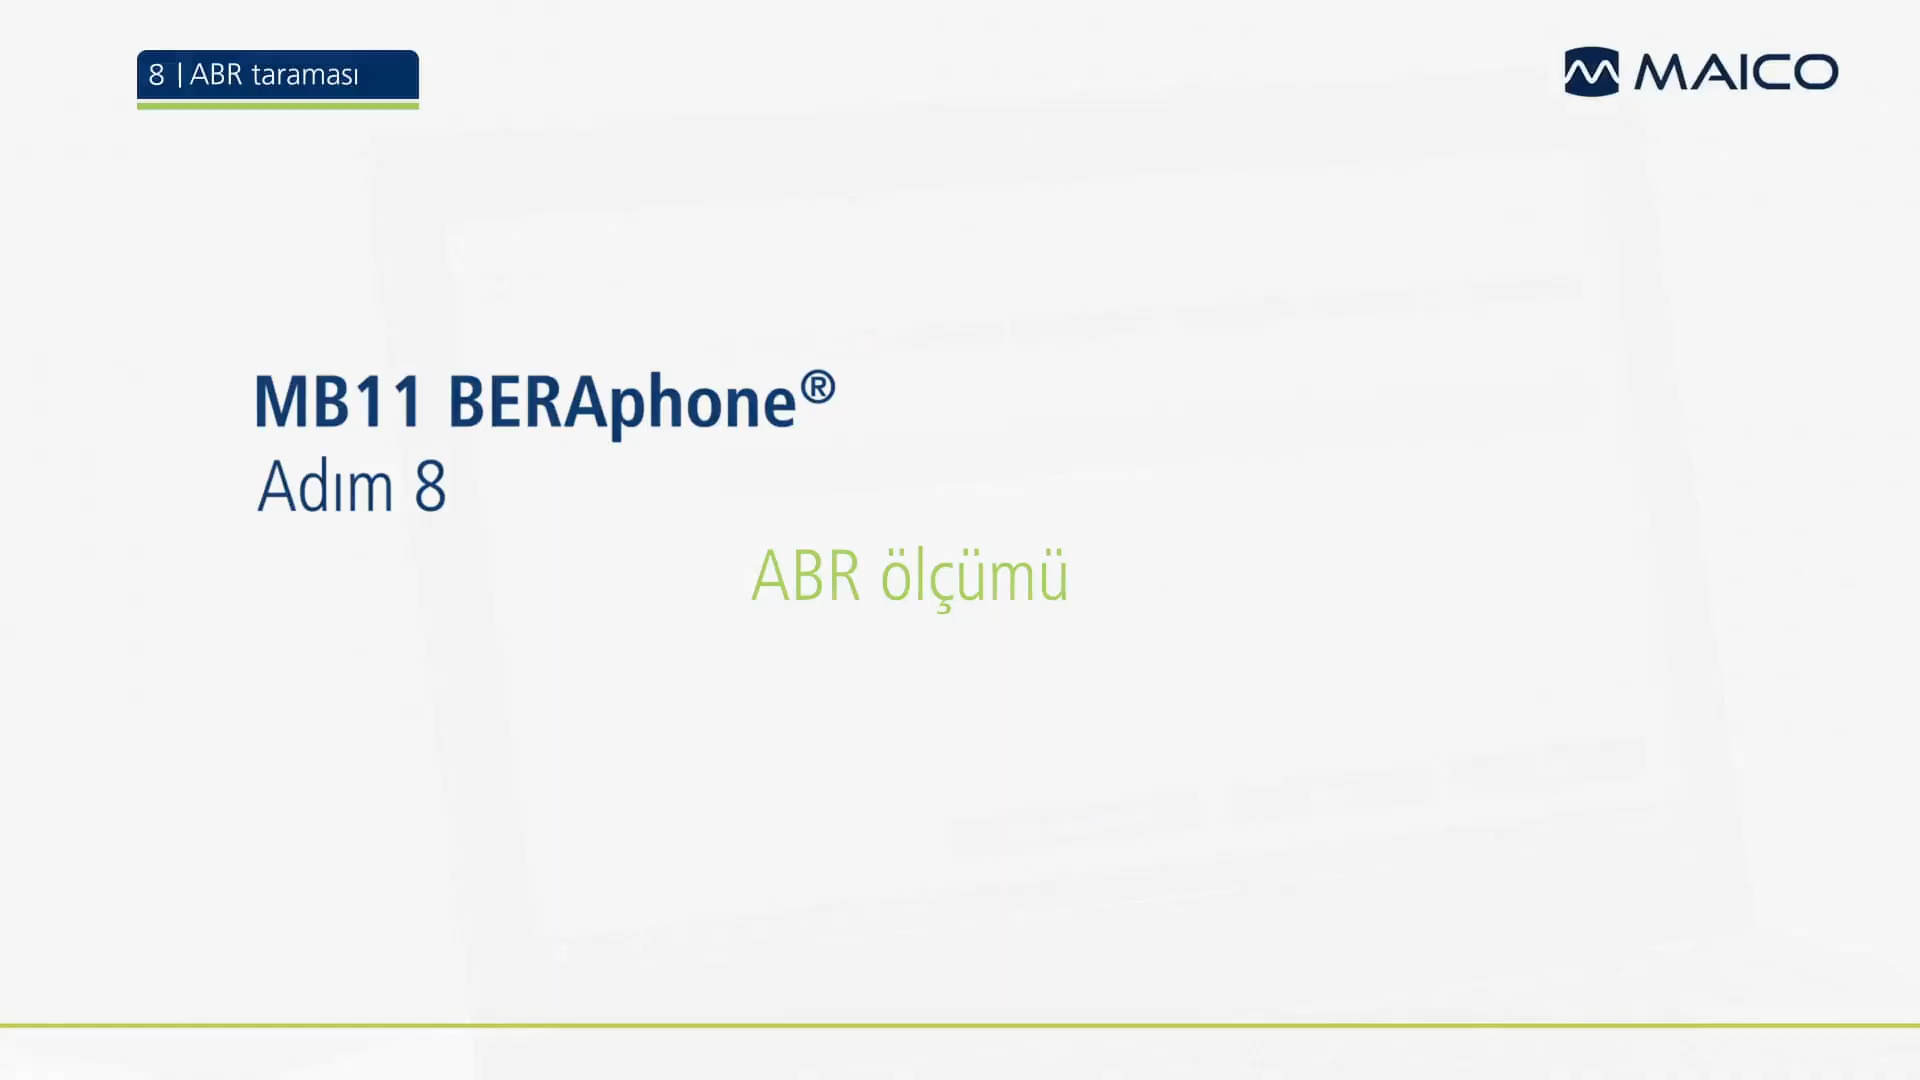 8 | ABR taraması
MAICO
MB11 BERAphone®
Adım 8
ABR ölçümü